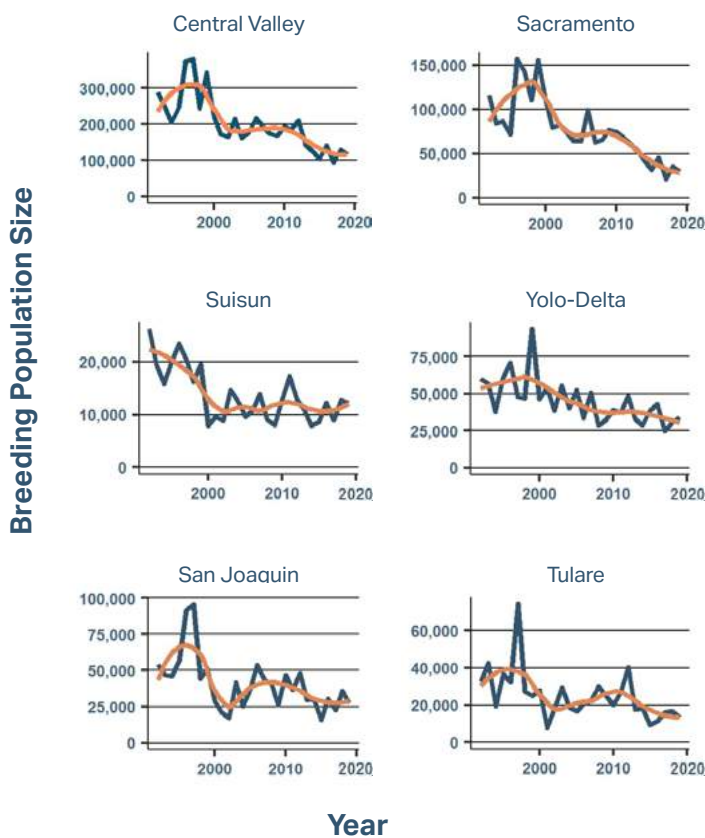 Central Valley
300,000
200,000
100,000
0
2000 2010 2020
Sacramento
150,000
100,000
50,000
0
2000 2010 2020
Breeding Population Size
Suisun
20,000
10,000
0
2000 2010 2020
Yolo-Delta
75,000
50,000
25,000
0
2000 2010 2020
San Joaquin
100,000
75,000
50,000
25,000
0
2000 2010 2020
Tulare
60,000
40,000
20,000
0
2000 2010 2020
Year